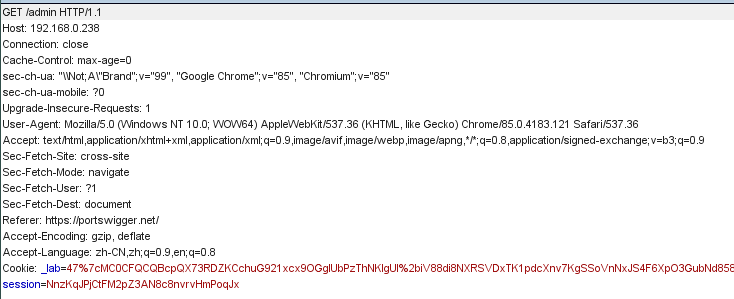 GET /admin HTTP/1.1
Host: 192.168.0.238
Connection: close
Cache-Control: max-age=0
sec-ch-ua: "\\Not;A\"Brand";v="99", "Google Chrome";v="85", "Chromium";v="85"
sec-ch-ua-mobile: ?0
Upgrade-Insecure-Requests: 1
User-Agent: Mozilla/5.0 (Windows NT 10.0; WOW64) AppleWebKit/537.36 (KHTML, like Gecko) Chrome/85.0.4183.121 Safari/537.36
Accept: text/html,application/xhtml+xml,application/xml;q=0.9,image/avif,image/webp,image/apng,*/*;q=0.8,application/signed-exchange;v=b3;q=0.9
Sec-Fetch-Site: cross-site
Sec-Fetch-Mode: navigate
Sec-Fetch-User: ?1
Sec-Fetch-Dest: document
Referer: https://portswigger.net/
Accept-Encoding: gzip, deflate
Accept-Language: zh-CN,zh;q=0.9,en;q=0.8
Cookie: _lab=47%7cMC0CFQCQBcpQX73RDZKCchuG921xcx9OGglUbPzThNKIgUl%2biV88di8NXRSVDxTK1pdcXnv7KgSSoVnNxJS4F6XpO3GubNd858
session=NnzKqJPjCtFM2pZ3AN8c8nvrvHmPoqJx